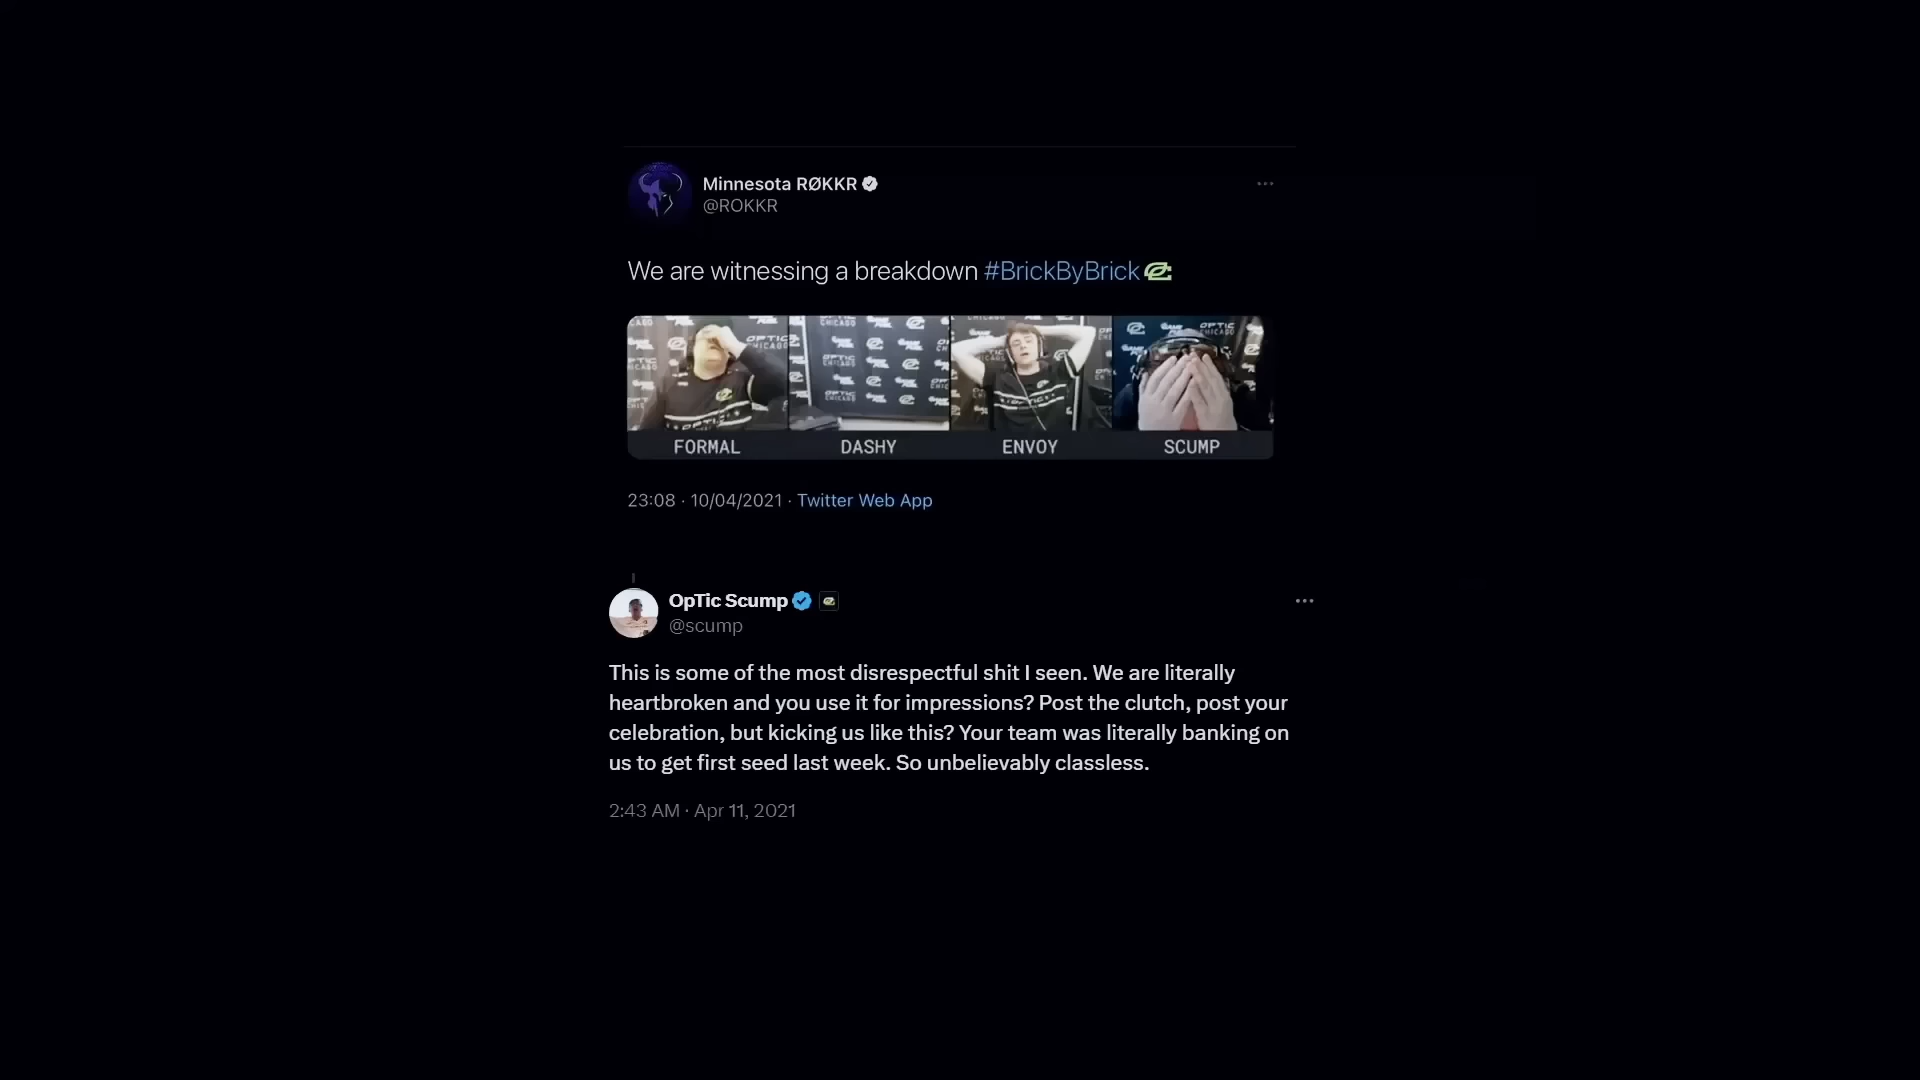 Minnesota RØKKR
@ROKKR
We are witnessing a breakdown #BrickByBrick
FORMAL DASHY ENVOY SCUMP
23:08 · 10/04/2021 · Twitter Web App
OpTic Scump
@scump
This is some of the most disrespectful shit I seen. We are literally
heartbroken and you use it for impressions? Post the clutch, post your
celebration, but kicking us like this? Your team was literally banking on
us to get first seed last week. So unbelievably classless.
2:43 AM · Apr 11, 2021